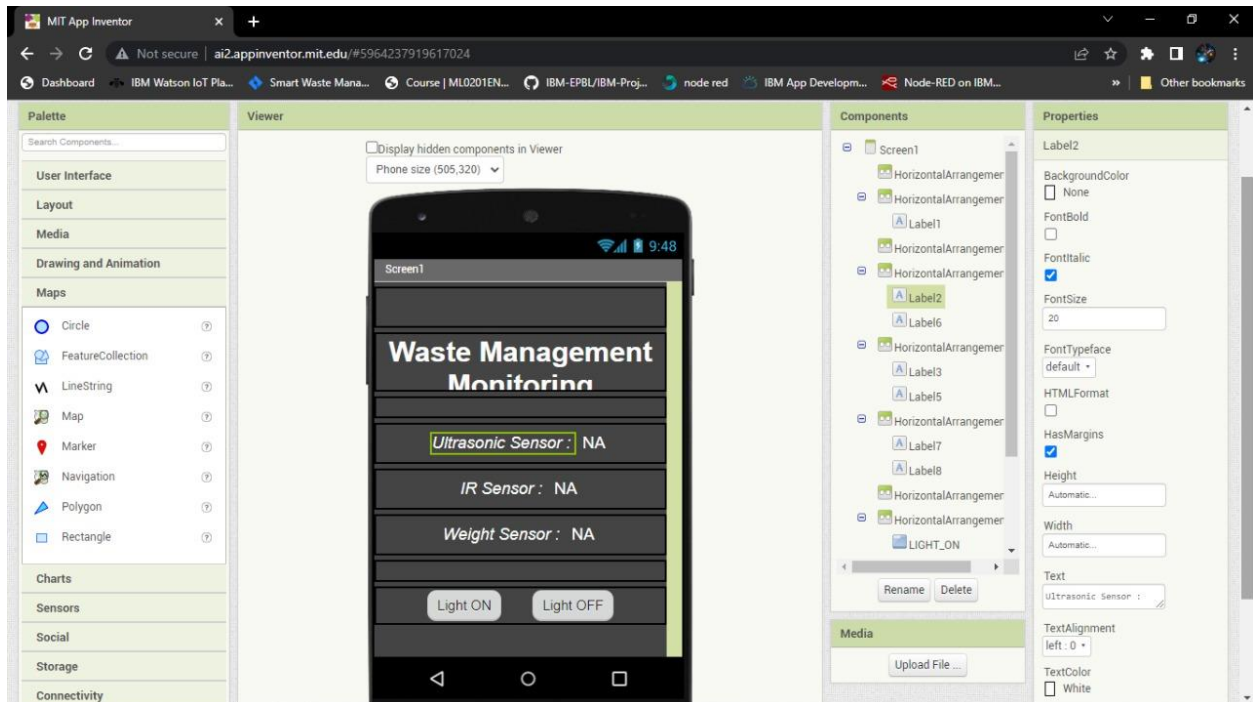 MIT App Inventor
Not secure | ai2.appinventor.mit.edu/#5964237919617024
Dashboard IBM Watson IoT Pla... Smart Waste Mana... Course | ML0201EN... IBM-EPBL/IBM-Proj... node red IBM App Developm... Node-RED on IBM... » Other bookmarks
Palette
Search Components...
User Interface
Layout
Media
Drawing and Animation
Maps
Circle
FeatureCollection
LineString
Map
Marker
Navigation
Polygon
Rectangle
Charts
Sensors
Social
Storage
Connectivity
Viewer
Display hidden components in Viewer
Phone size (505,320)
9:48
Screen1
Waste Management
Monitoring
Ultrasonic Sensor : NA
IR Sensor : NA
Weight Sensor : NA
Light ON Light OFF
Components
Screen1
HorizontalArrangemer
HorizontalArrangemer
Label1
HorizontalArrangemer
HorizontalArrangemer
Label2
Label6
HorizontalArrangemer
Label3
Label5
HorizontalArrangemer
Label7
Label8
HorizontalArrangemer
HorizontalArrangemer
LIGHT_ON
Rename Delete
Media
Upload File ...
Properties
Label2
BackgroundColor
None
FontBold
FontItalic
FontSize
20
FontTypeface
default
HTMLFormat
HasMargins
Height
Automatic...
Width
Automatic...
Text
Ultrasonic Sensor :
TextAlignment
left : 0
TextColor
White